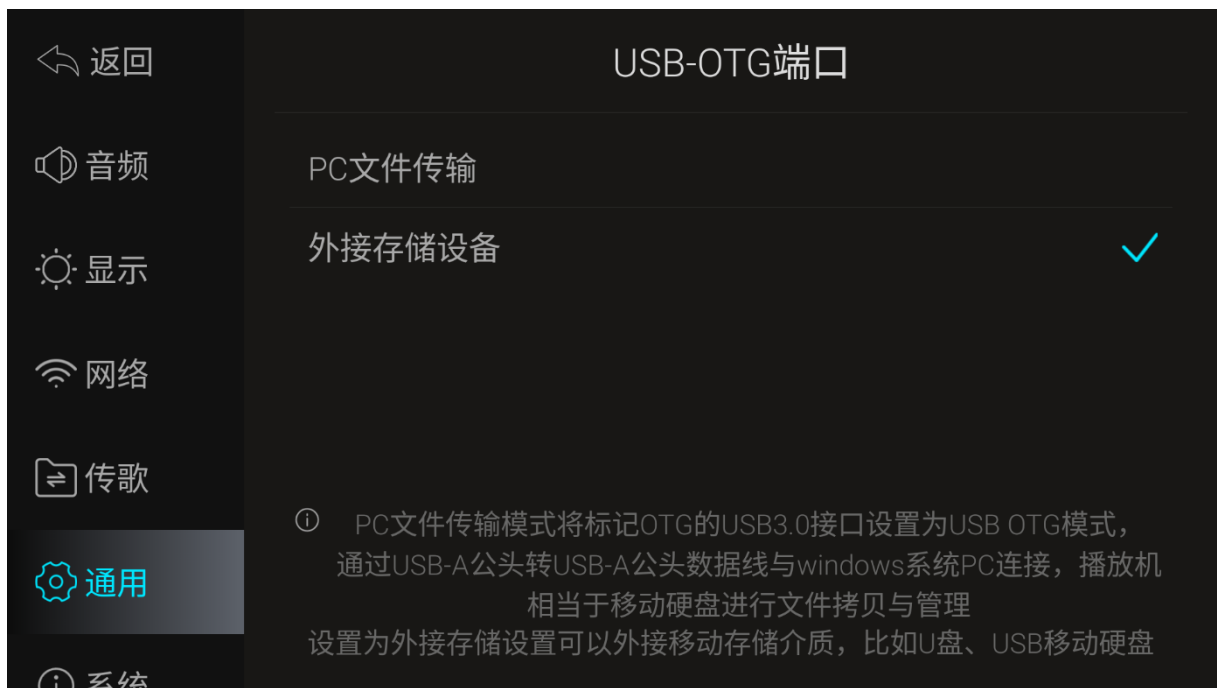 返回
音频
显示
网络
传歌
通用
系统
USB-OTG端口
PC文件传输
外接存储设备
PC文件传输模式将标记OTG的USB3.0接口设置为USB OTG模式，
通过USB-A公头转USB-A公头数据线与windows系统PC连接，播放机
相当于移动硬盘进行文件拷贝与管理
设置为外接存储设置可以外接移动存储介质，比如U盘、USB移动硬盘